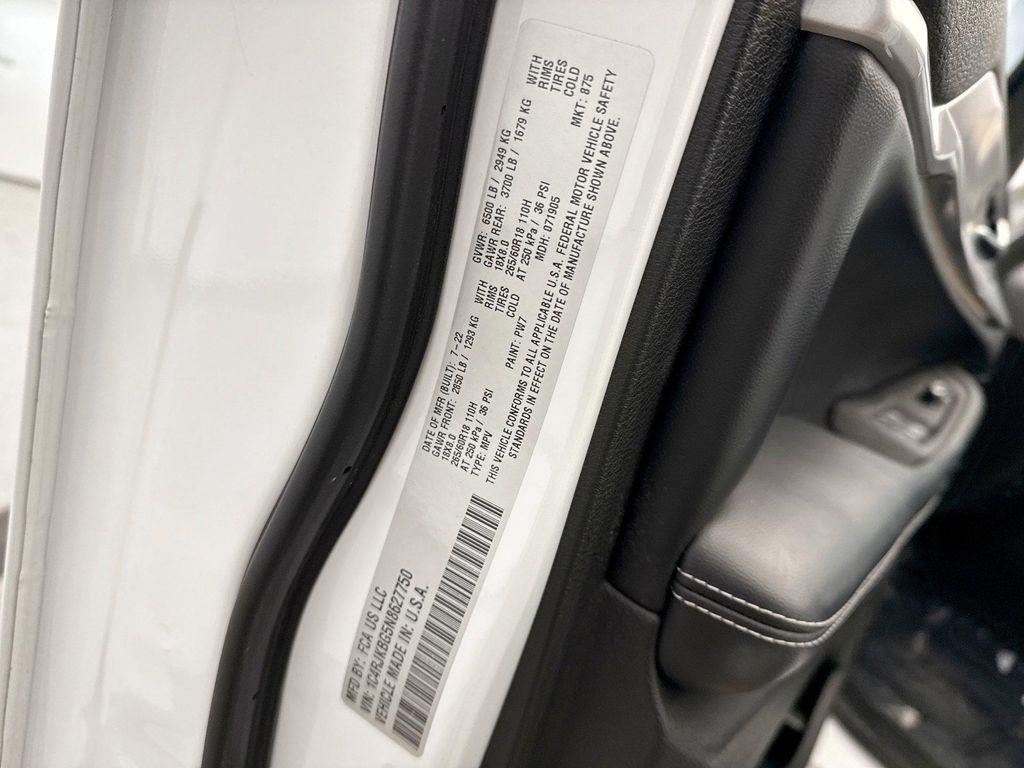 MFD BY: FCA US LLC
VIN: 1C4RJKBG5N8627750
VEHICLE MADE IN: U.S.A.
DATE OF MFR (BUILT): 7-22 GVWR: 6500 LB / 2949 KG
GAWR FRONT: 2850 LB / 1293 KG WITH GAWR REAR: 3700 LB / 1679 KG WITH
18X8.0 RIMS 18X8.0 RIMS
265/60R18 110H TIRES 265/60R18 110H TIRES
AT 250 kPa / 36 PSI COLD AT 250 kPa / 36 PSI COLD
TYPE: MPV PAINT: PW7 MDH: 071905 MKT: 875
THIS VEHICLE CONFORMS TO ALL APPLICABLE U.S.A. FEDERAL MOTOR VEHICLE SAFETY
STANDARDS IN EFFECT ON THE DATE OF MANUFACTURE SHOWN ABOVE.